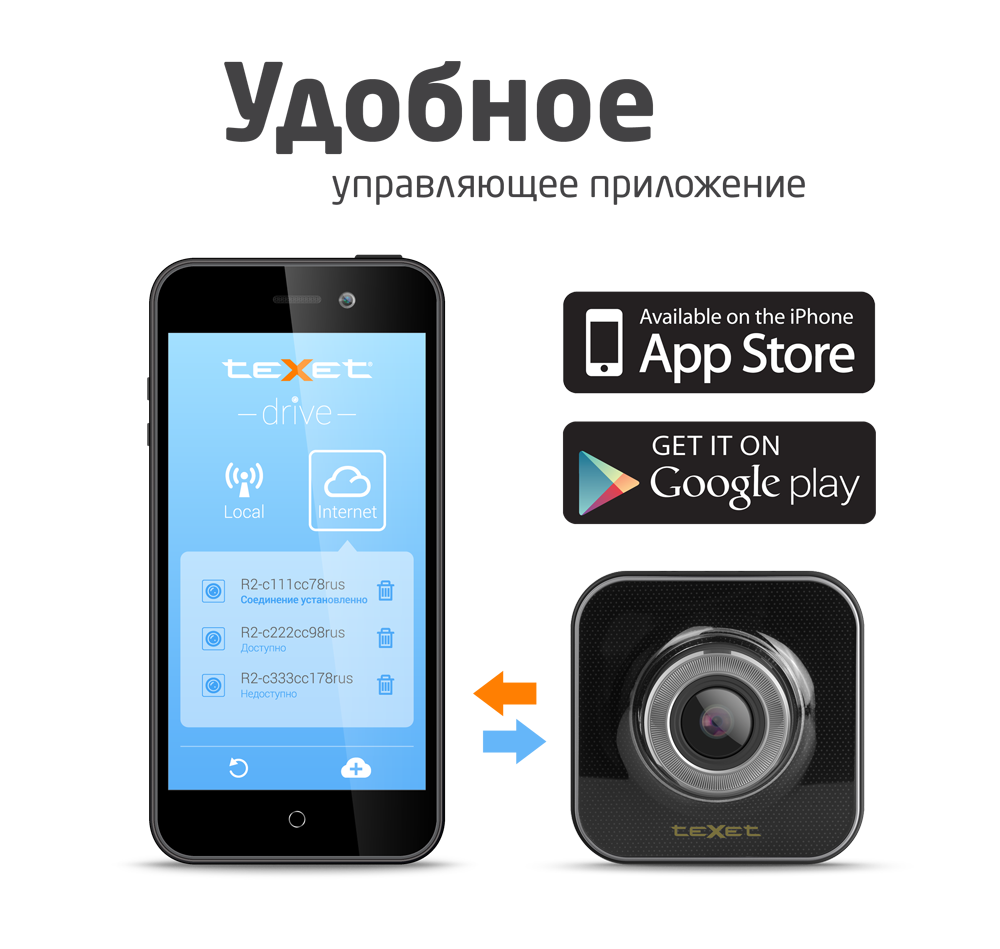 Удобное
управляющее приложение
teXet®
drive
Local
Internet
R2-c111cc78rus
Соединение установленно
R2-c222cc98rus
Доступно
R2-c333cc178rus
Недоступно
Available on the iPhone
App Store
GET IT ON
Google play
teXet